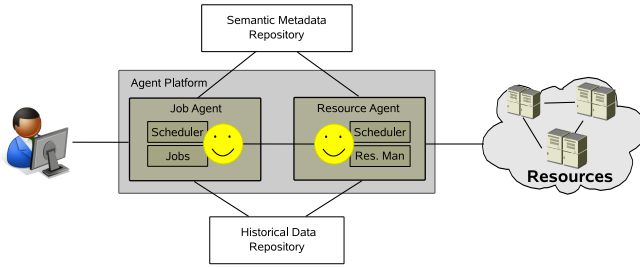 Semantic Metadata
Repository
Agent Platform
Job Agent
Scheduler
Jobs
Resource Agent
Scheduler
Res. Man
Resources
Historical Data
Repository